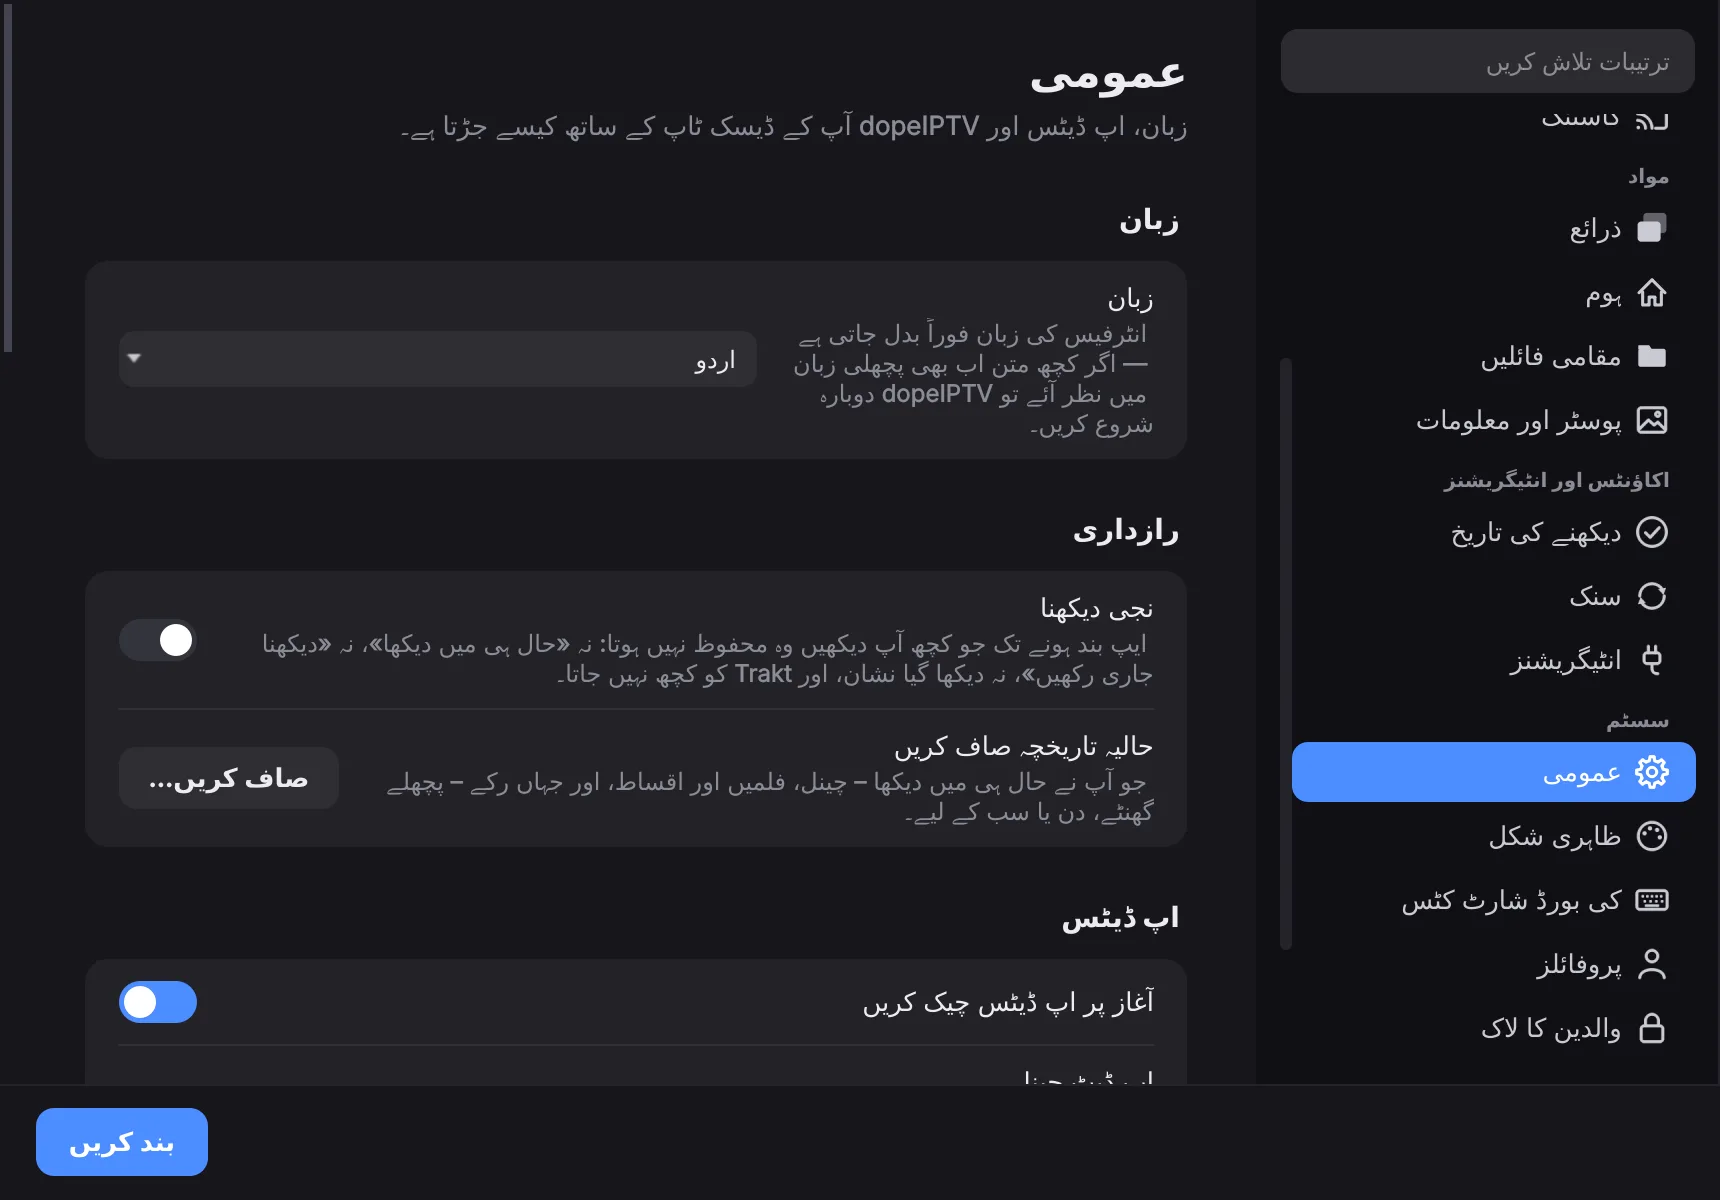 ترتیبات تلاش کریں
کاسٹنگ
مواد
ذرائع
ہوم
مقامی فائلیں
پوسٹر اور معلومات
اکاؤنٹس اور انٹیگریشنز
دیکھنے کی تاریخ
سنک
انٹیگریشنز
سسٹم
عمومی
ظاہری شکل
کی بورڈ شارٹ کٹس
پروفائلز
والدین کا لاک
عمومی
زبان، اپ ڈیٹس اور dopeIPTV آپ کے ڈیسک ٹاپ کے ساتھ کیسے جڑتا ہے۔
زبان
زبان
انٹرفیس کی زبان فوراً بدل جاتی ہے
— اگر کچھ متن اب بھی پچھلی زبان
میں نظر آئے تو dopeIPTV دوبارہ
شروع کریں۔
اردو
رازداری
نجی دیکھنا
ایپ بند ہونے تک جو کچھ آپ دیکھیں وہ محفوظ نہیں ہوتا: نہ «حال ہی میں دیکھا»، نہ «دیکھنا
جاری رکھیں»، نہ دیکھا گیا نشان، اور Trakt کو کچھ نہیں جاتا۔
حالیہ تاریخچہ صاف کریں
جو آپ نے حال ہی میں دیکھا – چینل، فلمیں اور اقساط، اور جہاں رکے – پچھلے
گھنٹے، دن یا سب کے لیے۔
صاف کریں...
اپ ڈیٹس
آغاز پر اپ ڈیٹس چیک کریں
اپ ڈیٹ چینل
بند کریں